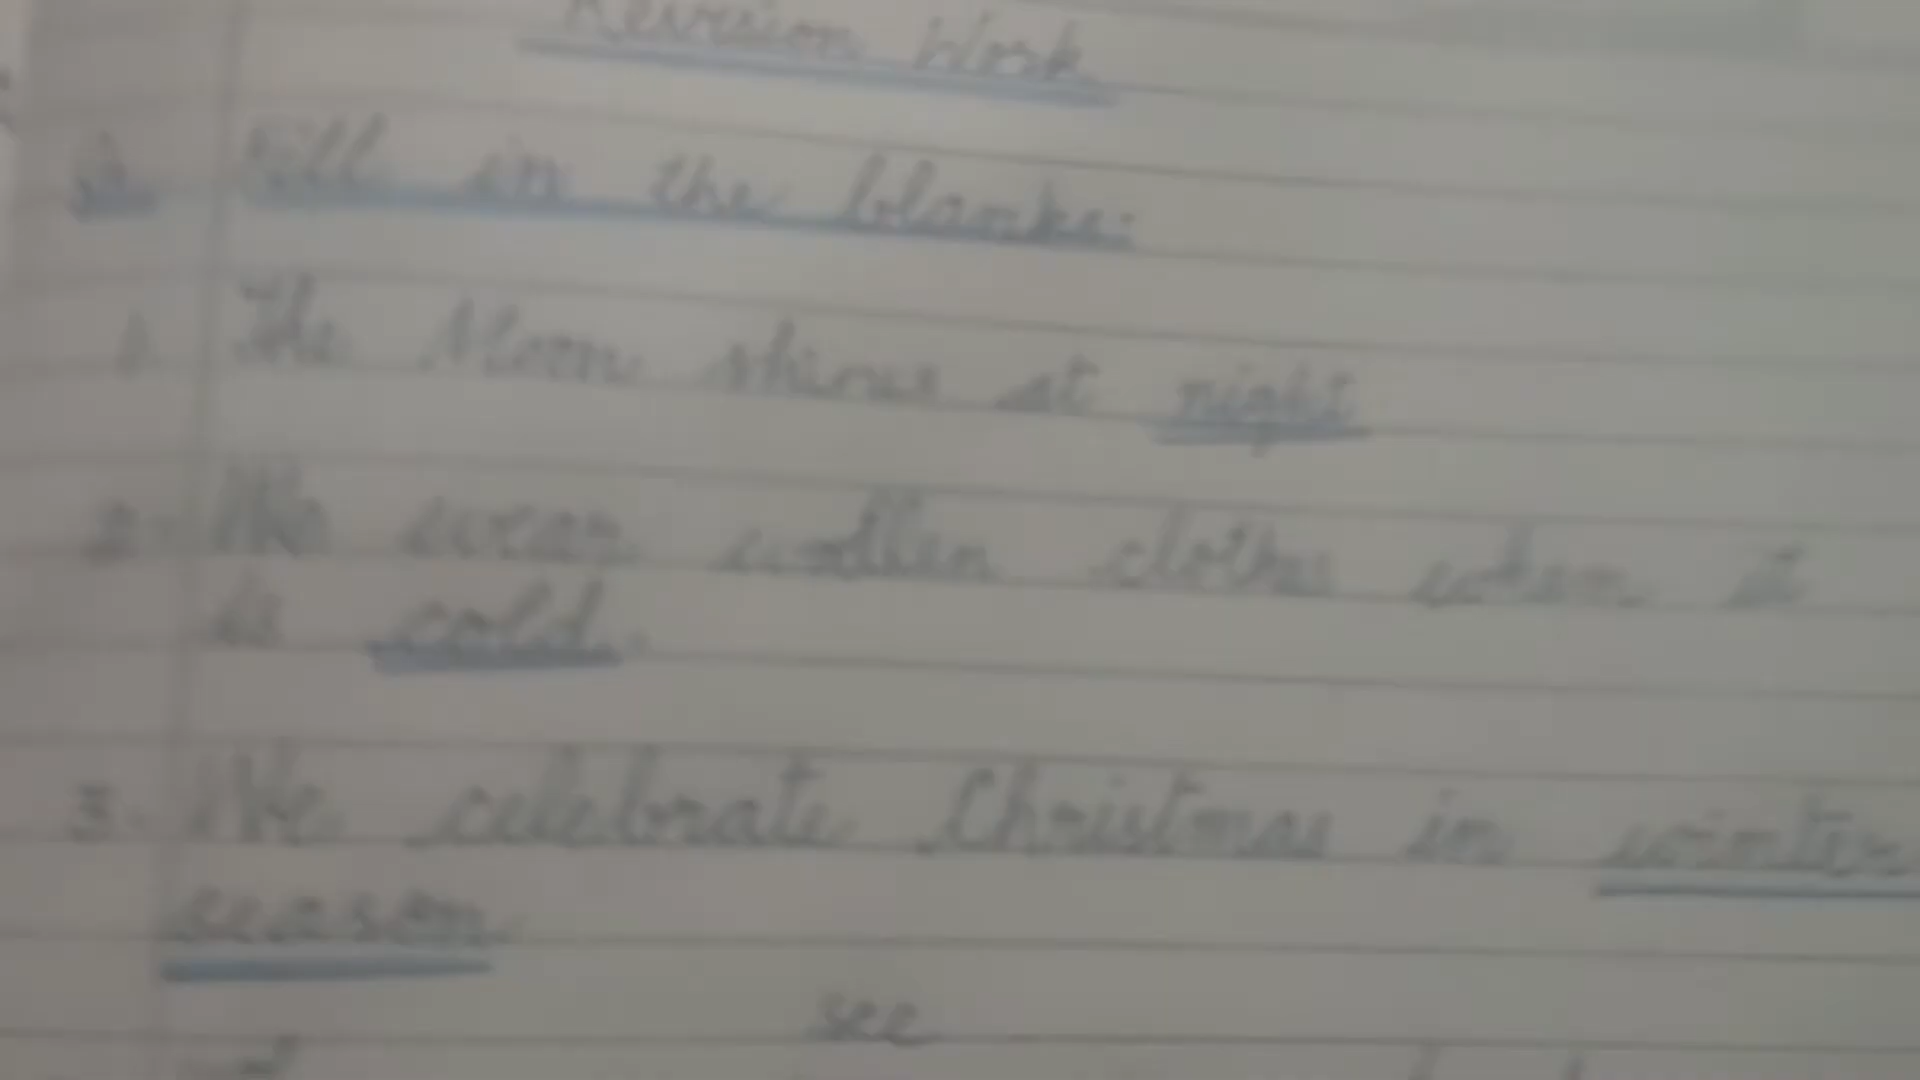 Revision Work
Fill in the blanks:
1. The Moon shines at night
2. We wear wollen clothes when it
is cold.
3. We celebrate Christmas in winter
season.
see